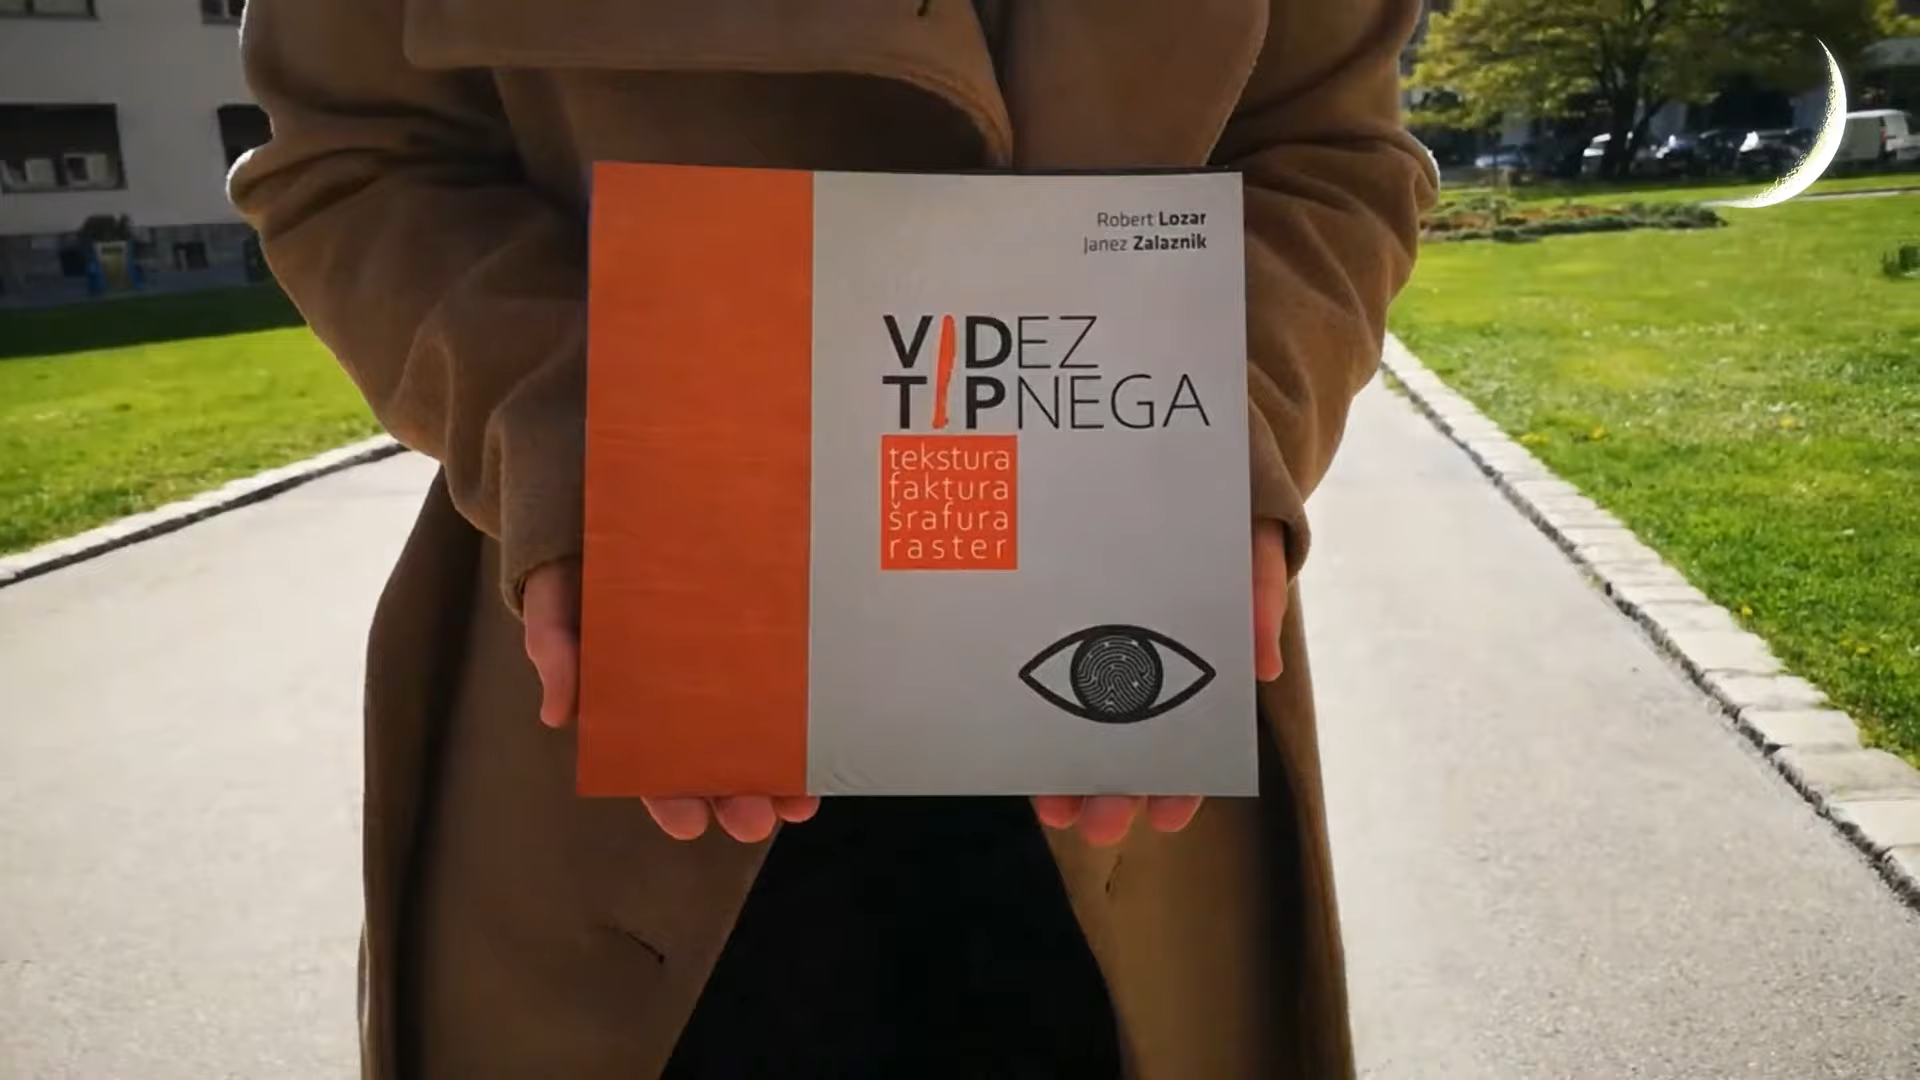 Robert Lozar
Janez Zalaznik
VIDEZ
TIPNEGA
tekstura
faktura
šrafura
raster